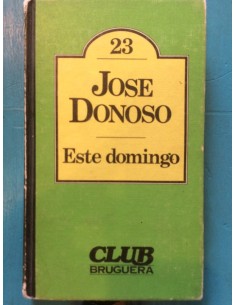 23
JOSE
DONOSO
Este domingo
CLUB
BRUGUERA